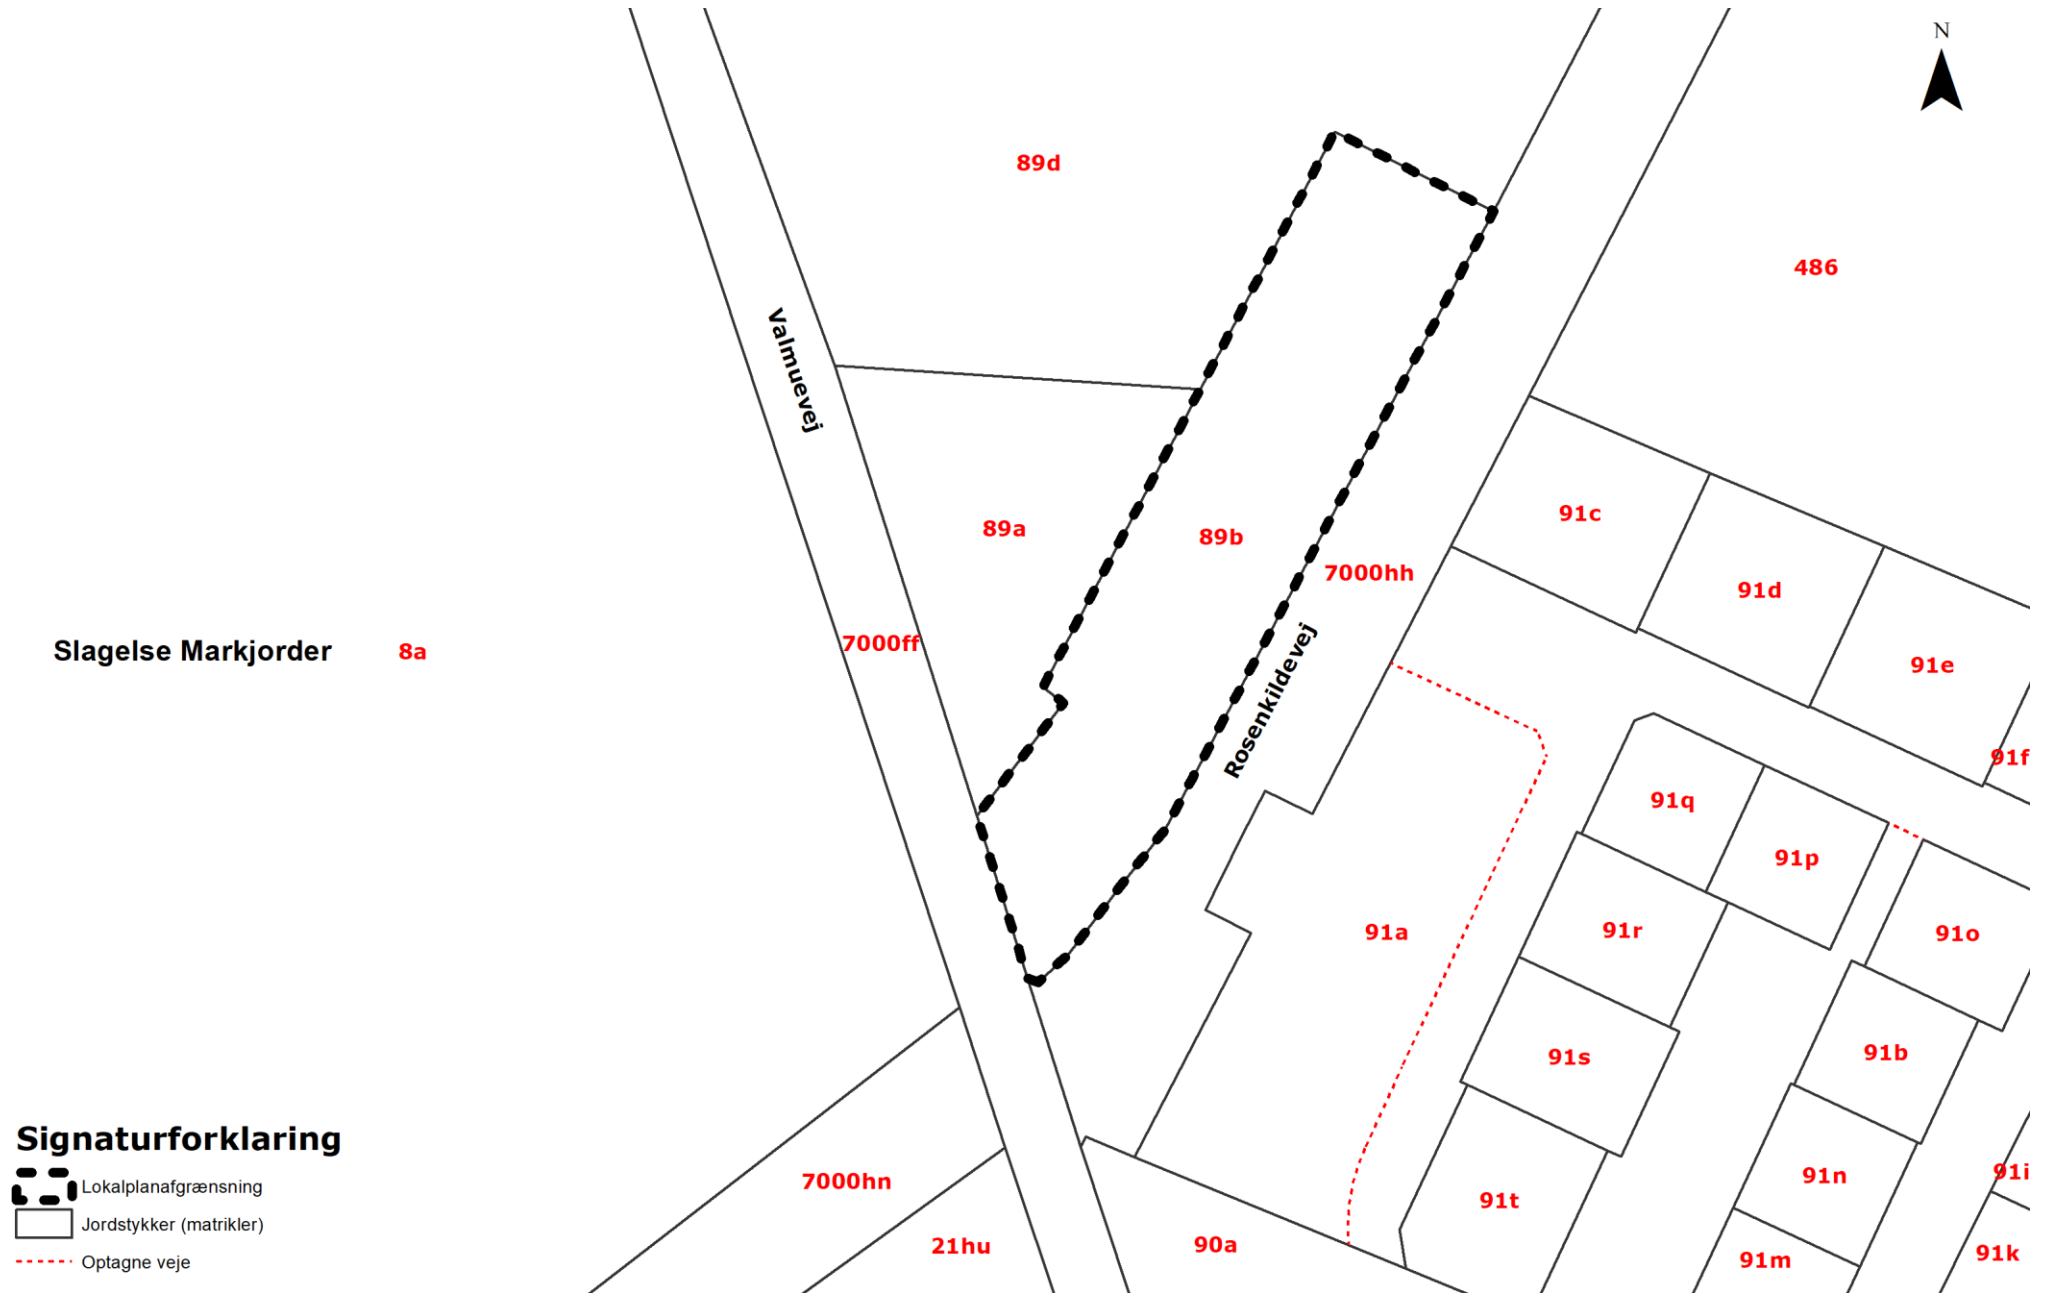 N
89d
486
Valmuevej
91c
89a
89b
7000hh
91d
7000ff
Slagelse Markjorder
8a
91e
Rosenkildevej
91f
91q
91p
91a
91r
91o
91b
91s
Signaturforklaring
91i
91n
7000hn
Lokalplanafgrænsning
91t
Jordstykker (matrikler)
90a
21hu
91k
91m
Optagne veje